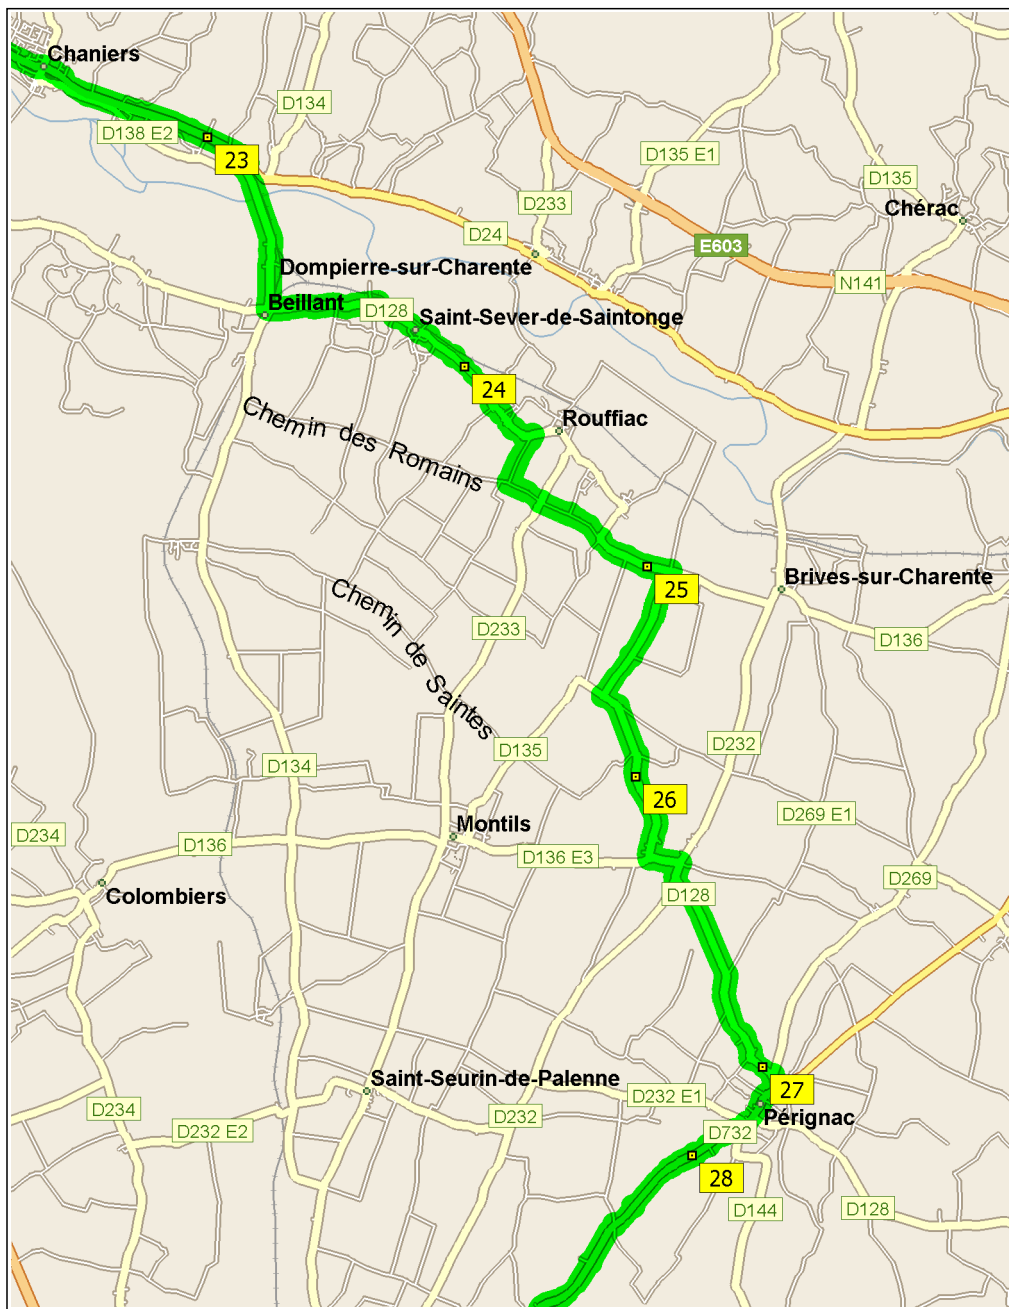 Chaniers
D134
D138 E2
23
D135 E1
D135
Chérac
D233
D24
E603
N141
Dompierre-sur-Charente
Beillant
D128
Saint-Sever-de-Saintonge
24
Chemin des Romains
Rouffiac
25
Brives-sur-Charente
Chemin de Saintes
D233
D136
D135
D232
D134
26
D269 E1
Montils
D234
D136
D136 E3
D269
Colombiers
D128
Saint-Seurin-de-Palenne
27
D234
D232
D232 E1
Pérignac
D232 E2
D732
28
D144
D128